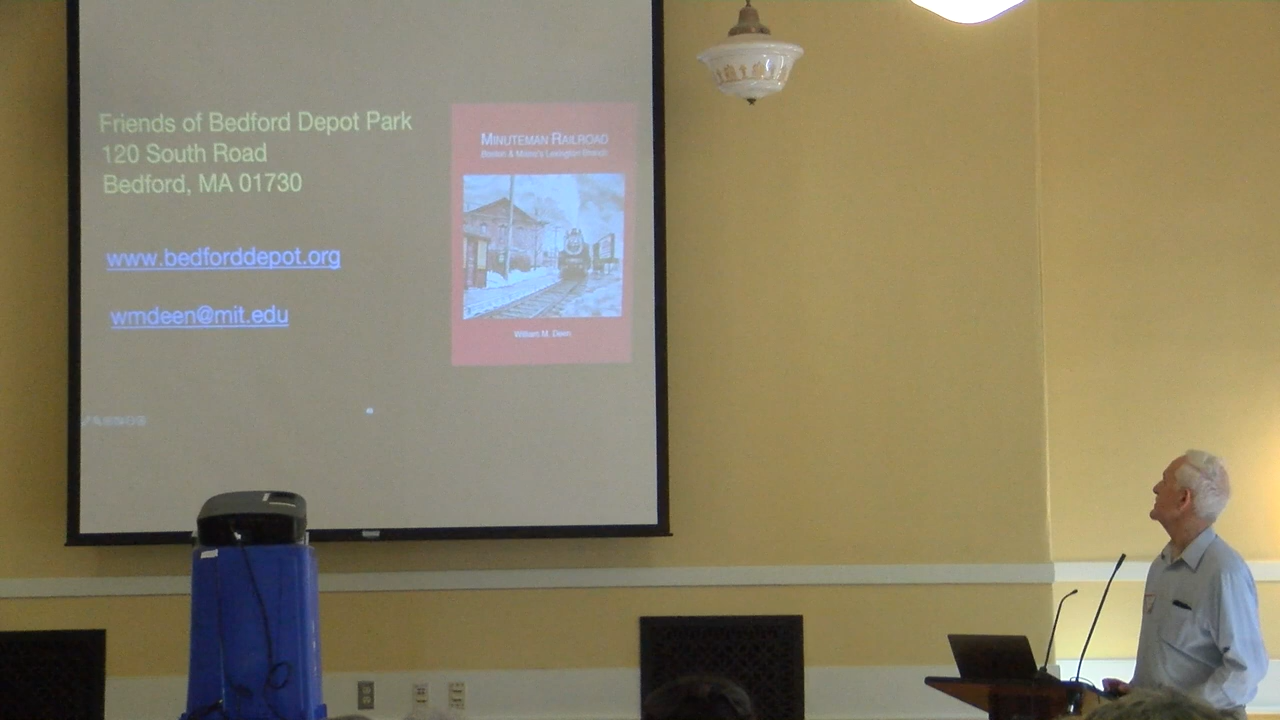 Friends of Bedford Depot Park
120 South Road
Bedford, MA 01730
www.bedforddepot.org
wmdeen@mit.edu
MINUTEMAN RAILROAD
Boston & Maine's Lexington Branch
William M. Deen